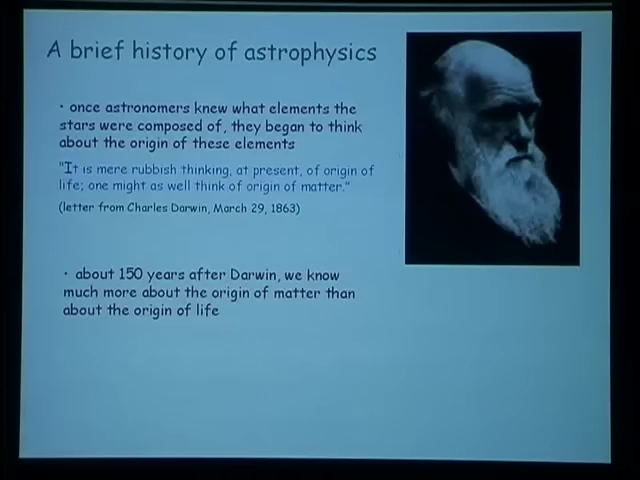 A brief history of astrophysics
· once astronomers knew what elements the
stars were composed of, they began to think
about the origin of these elements
"It is mere rubbish thinking, at present, of origin of
life; one might as well think of origin of matter."
(letter from Charles Darwin, March 29, 1863)
· about 150 years after Darwin, we know
much more about the origin of matter than
about the origin of life